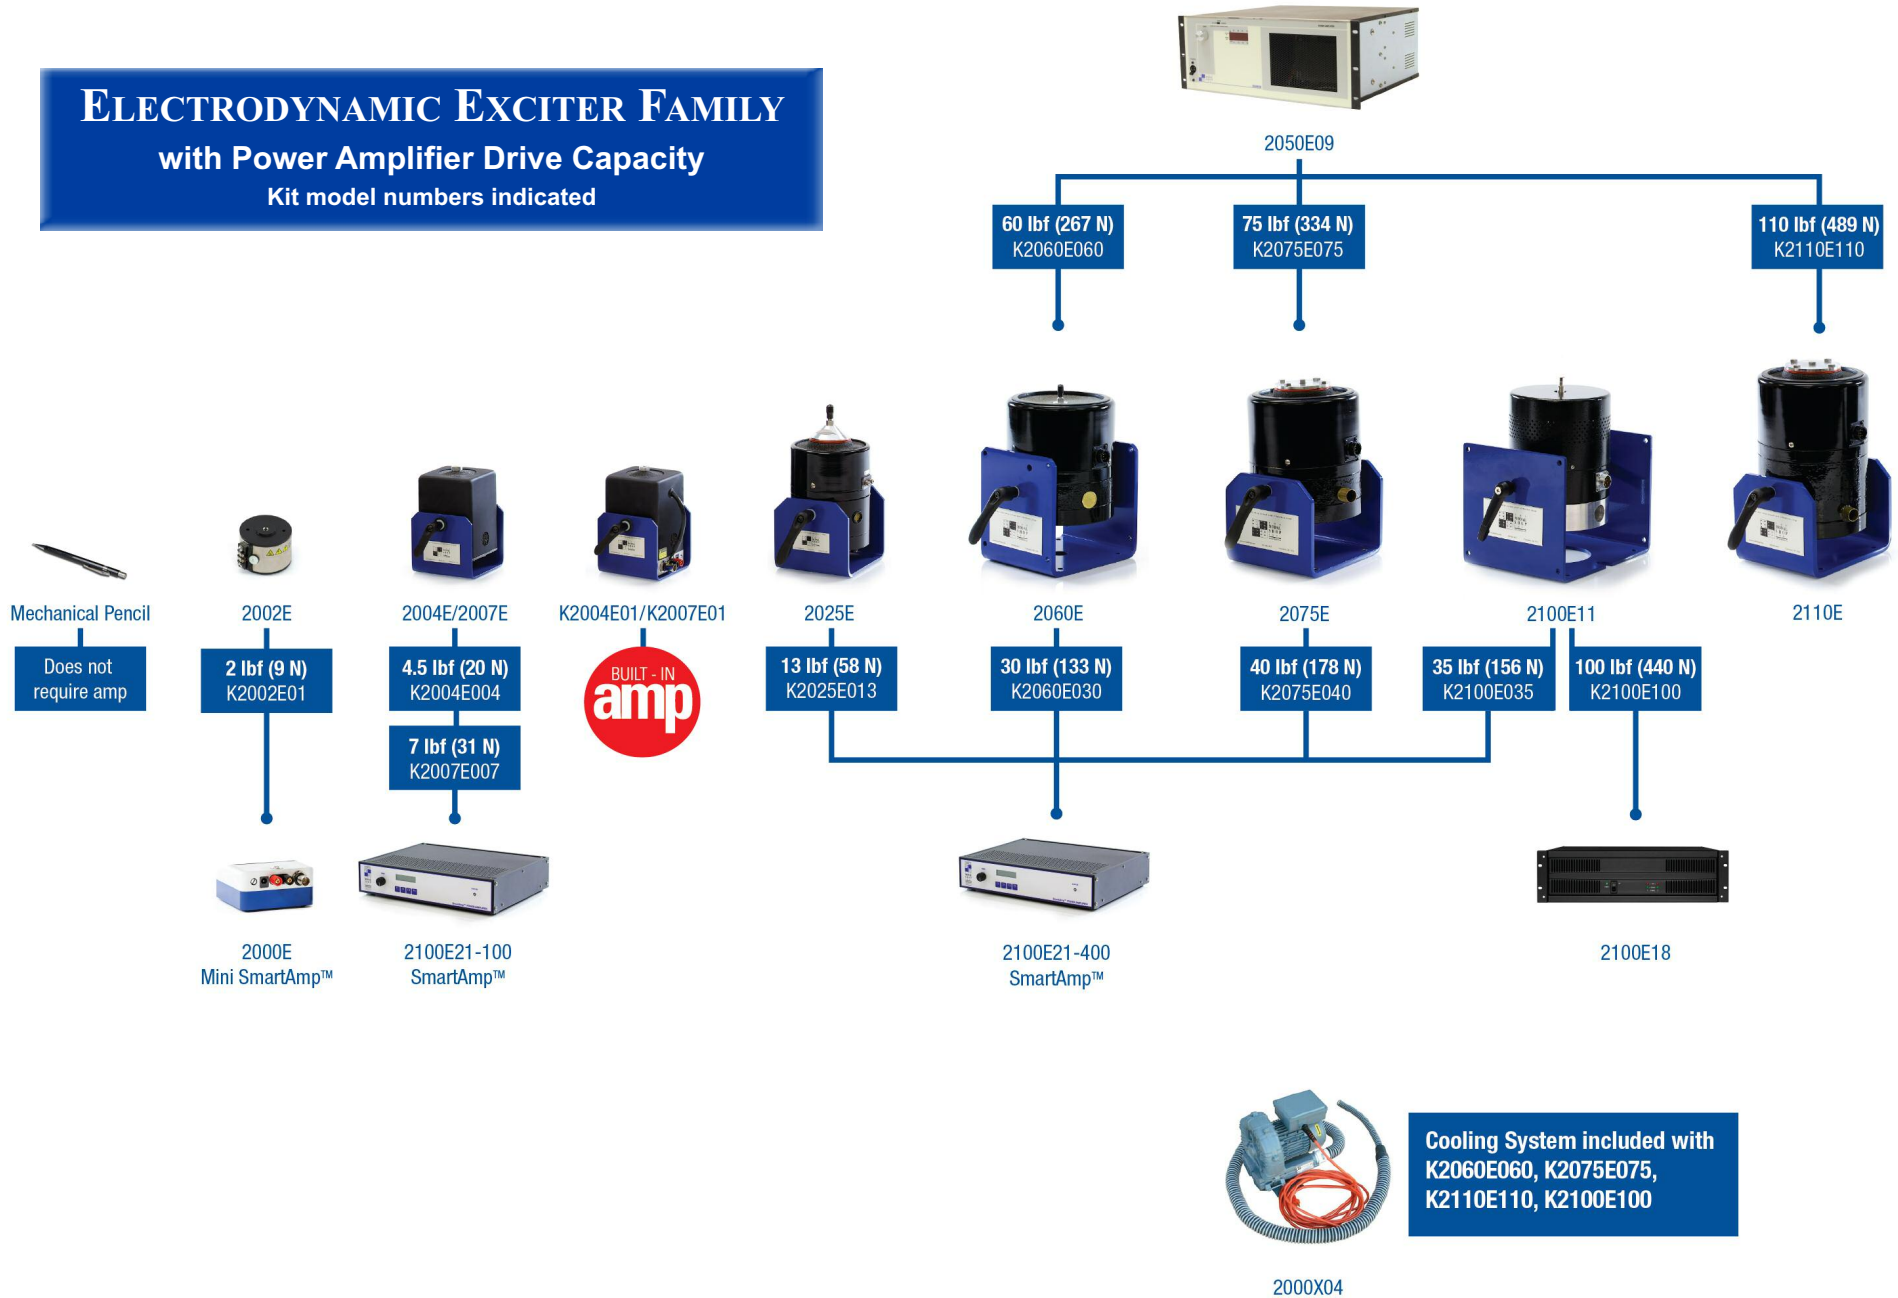 ELECTRODYNAMIC EXCITER FAMILY
with Power Amplifier Drive Capacity
Kit model numbers indicated
2050E09
60 lbf (267 N)
K2060E060
75 lbf (334 N)
K2075E075
110 lbf (489 N)
K2110E110
Mechanical Pencil
Does not
require amp
2002E
2 lbf (9 N)
K2002E01
2004E/2007E
4.5 lbf (20 N)
K2004E004
7 lbf (31 N)
K2007E007
K2004E01/K2007E01
BUILT - IN
amp
2025E
13 lbf (58 N)
K2025E013
2060E
30 lbf (133 N)
K2060E030
2075E
40 lbf (178 N)
K2075E040
2100E11
35 lbf (156 N)
K2100E035
100 lbf (440 N)
K2100E100
2110E
2000E
Mini SmartAmp™
2100E21-100
SmartAmp™
2100E21-400
SmartAmp™
2100E18
Cooling System included with
K2060E060, K2075E075,
K2110E110, K2100E100
2000X04